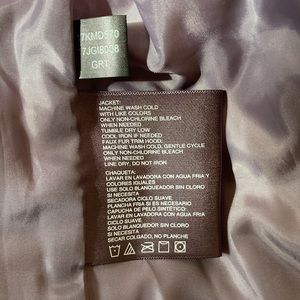 7KMD570
7JGI8008
GRT
JACKET:
MACHINE WASH COLD
WITH LIKE COLORS
ONLY NON-CHLORINE BLEACH
WHEN NEEDED
TUMBLE DRY LOW
COOL IRON IF NEEDED
FAUX FUR TRIM HOOD:
MACHINE WASH COLD, GENTLE CYCLE
ONLY NON-CHLORINE BLEACH
WHEN NEEDED
LINE DRY, DO NOT IRON
CHAQUETA:
LAVAR EN LAVADORA CON AGUA FRIA
COLORES IGUALES
USE SOLO BLANQUEADOR SIN CLORO
SI NECESITA
SECADORA CICLO SUAVE
PLANCHA SUAVE SI ES NECESARIO
CAPUCHA DE PELO SINTETICO:
LAVAR EN LAVADORA CON AGUA FRIA
CICLO SUAVE
SOLO BLANQUEADOR SIN CLORO
SI NECESITA
SECAR COLGADO, NO PLANCHE